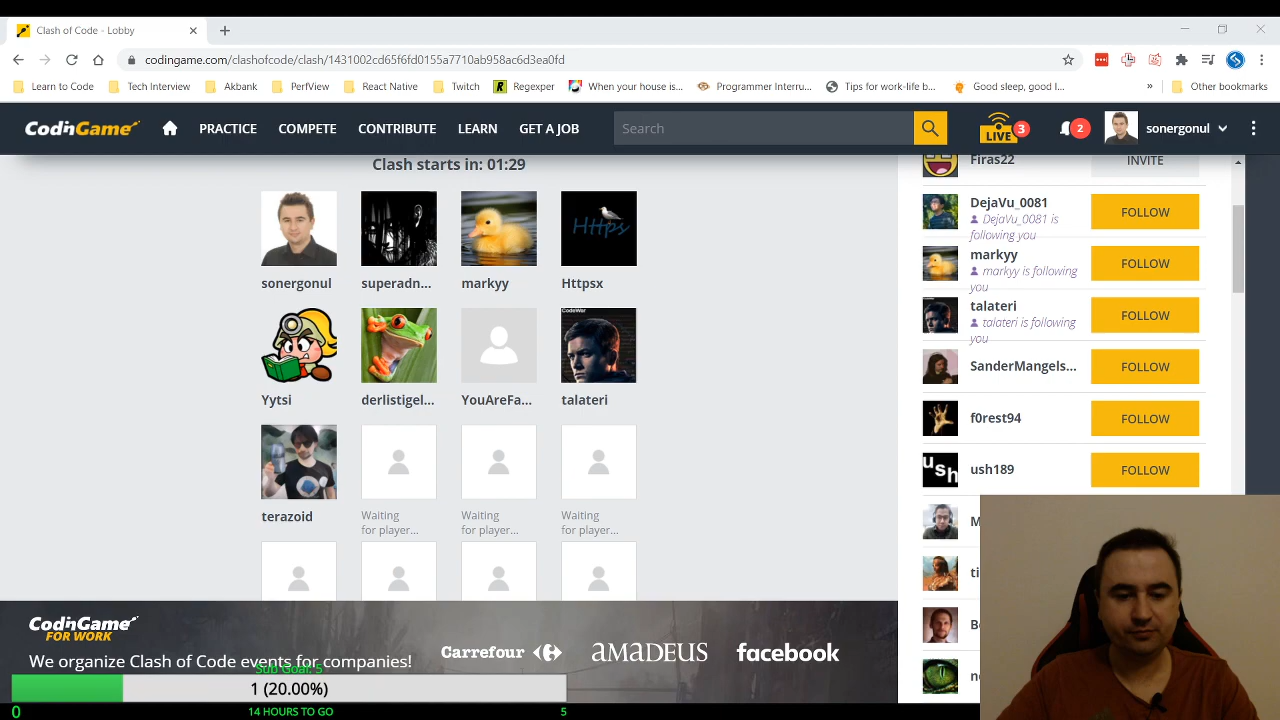 Clash of Code - Lobby
codingame.com/clashofcode/clash/1431002cd65f6fd0155a7710ab958ac6d3ea0fd
Learn to Code
Tech Interview
Akbank
PerfView
React Native
Twitch
Regexper
When your house is...
Programmer Interru...
Tips for work-life b...
Good sleep, good l...
»
Other bookmarks
CodinGame
PRACTICE
COMPETE
CONTRIBUTE
LEARN
GET A JOB
Search
LIVE
3
2
sonergonul
Clash starts in: 01:29
sonergonul
superadn...
markyy
Https
Httpsx
Yytsi
derlistigel...
YouAreFa...
CodeWar
talateri
terazoid
Waiting
for player...
Waiting
for player...
Waiting
for player...
Firas22
INVITE
DejaVu_0081
DejaVu_0081 is
following you
FOLLOW
markyy
markyy is following
you
FOLLOW
talateri
talateri is following
you
FOLLOW
SanderMangels...
FOLLOW
f0rest94
FOLLOW
ush
ush189
FOLLOW
CodinGame
FOR WORK
We organize Clash of Code events for companies!
Carrefour
AMADEUS
facebook
Sub Goal: 5
1 (20.00%)
0
14 HOURS TO GO
5